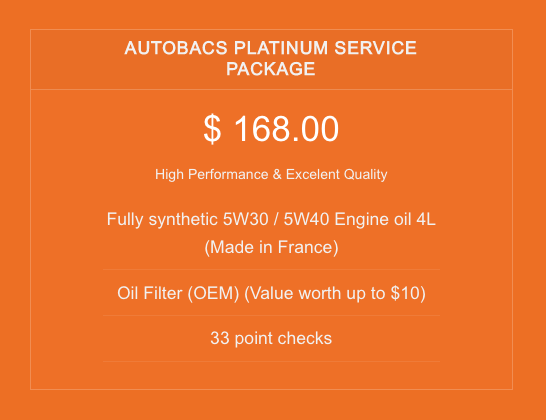 AUTOBACS PLATINUM SERVICE
PACKAGE
$ 168.00
High Performance & Excelent Quality
Fully synthetic 5W30 / 5W40 Engine oil 4L
(Made in France)
Oil Filter (OEM) (Value worth up to $10)
33 point checks